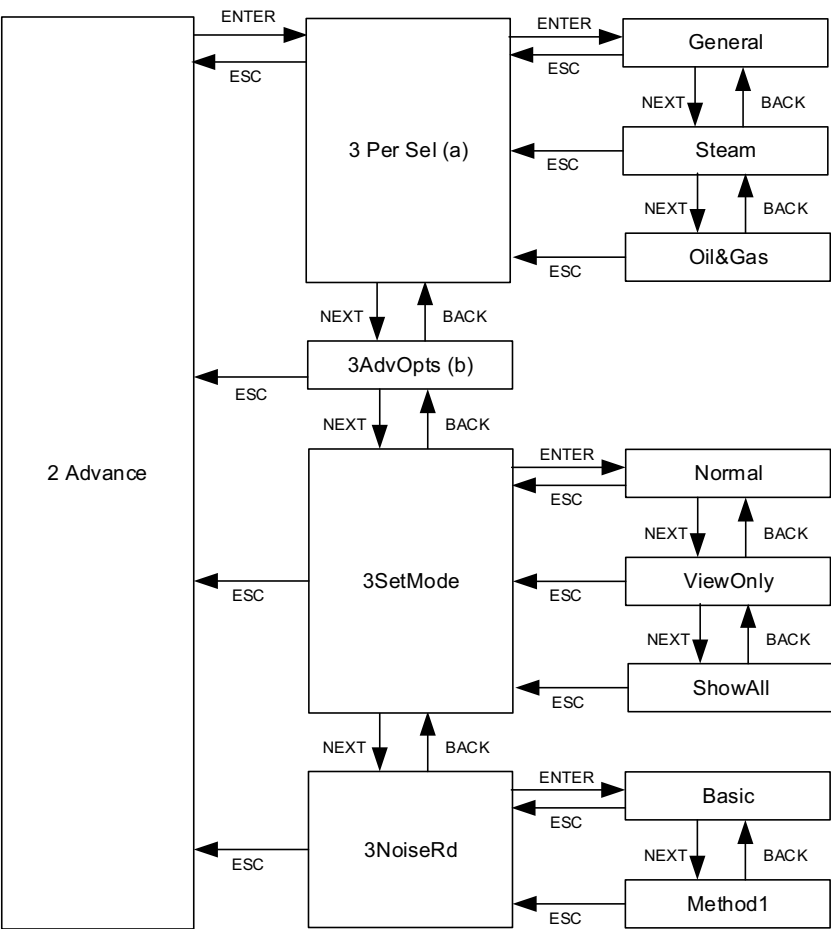 ENTER
ESC
ENTER
ESC
General
NEXT
BACK
3 Per Sel (a)
ESC
Steam
NEXT
BACK
ESC
Oil&Gas
NEXT
BACK
ESC
3AdvOpts (b)
NEXT
BACK
2 Advance
ENTER
ESC
Normal
NEXT
BACK
ESC
3SetMode
ESC
ViewOnly
NEXT
BACK
ESC
ShowAll
NEXT
BACK
ENTER
ESC
Basic
ESC
3NoiseRd
NEXT
BACK
ESC
Method1